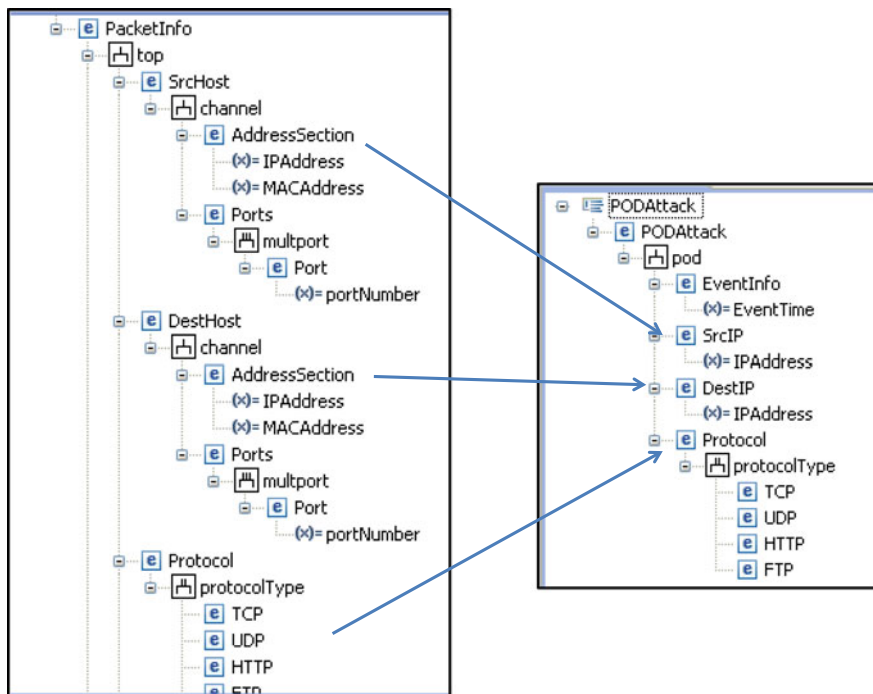 PacketInfo
top
SrcHost
channel
AddressSection
(x)= IPAddress
(x)= MACAddress
Ports
multport
Port
(x)= portNumber
DestHost
channel
AddressSection
(x)= IPAddress
(x)= MACAddress
Ports
multport
Port
(x)= portNumber
Protocol
protocolType
TCP
UDP
HTTP
FTP
PODAttack
PODAttack
pod
EventInfo
(x)= EventTime
SrcIP
(x)= IPAddress
DestIP
(x)= IPAddress
Protocol
protocolType
TCP
UDP
HTTP
FTP